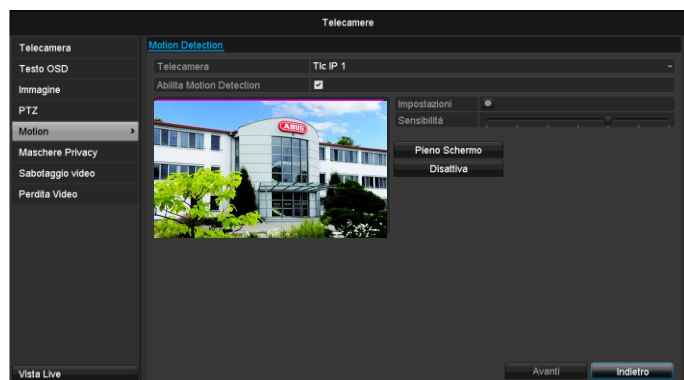 Telecamere
Telecamera
Testo OSD
Immagine
PTZ
Motion
Maschere Privacy
Sabotaggio video
Perdita Video
Vista Live
Motion Detection
Telecamera Tlc IP 1
Abilita Motion Detection
ABUS
Impostazioni
Sensibilità
Pieno Schermo
Disattiva
Avanti Indietro